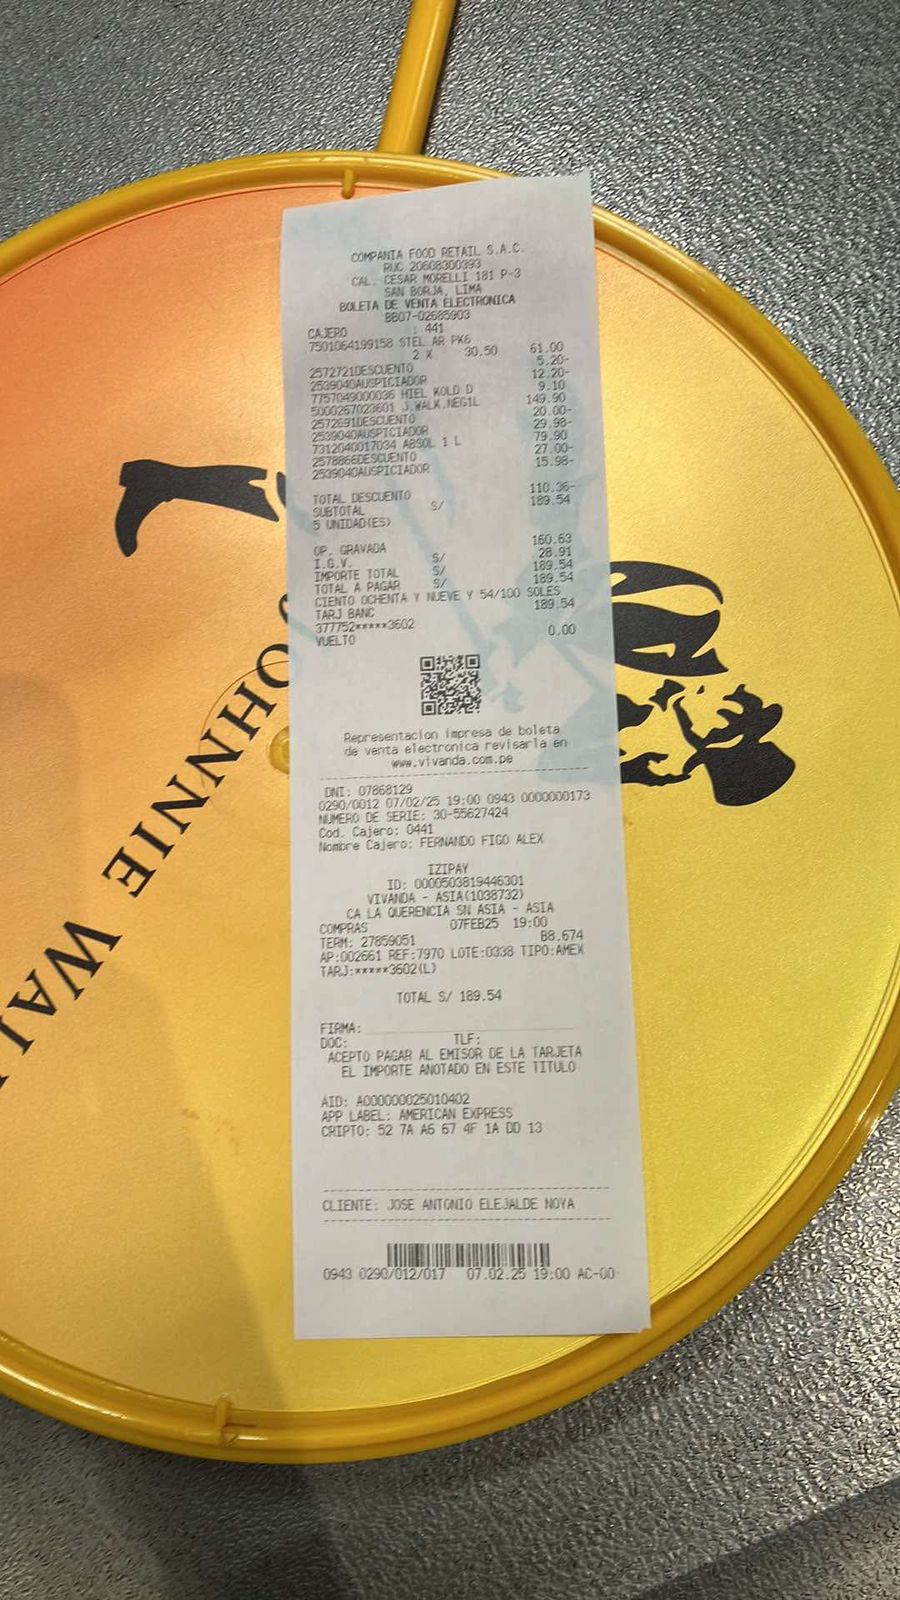 COMPANIA FOOD RETAIL S.A.C.
RUC 20608300393
CAL. CESAR MORELLI 181 P-3
SAN BORJA, LIMA
BOLETA DE VENTA ELECTRONICA
BB07-02685903
CAJERO : 441
7501064199158 STEL AR PK6
2 X 30.50 61.00
2572721DESCUENTO 5.20-
2539040AUSPICIADOR 12.20-
7757049000036 HIEL KOLD D 9.10
5000267023601 J.WALK.NEG1L 149.90
2572691DESCUENTO 20.00-
2539040AUSPICIADOR 29.98-
7312040017034 ABSOL 1 L 79.90
2578866DESCUENTO 27.00-
2539040AUSPICIADOR 15.98-
TOTAL DESCUENTO 110.36-
SUBTOTAL S/ 189.54
5 UNIDAD(ES)
OP. GRAVADA 160.63
I.G.V. S/ 28.91
IMPORTE TOTAL S/ 189.54
TOTAL A PAGAR S/ 189.54
CIENTO OCHENTA Y NUEVE Y 54/100 SOLES
TARJ BANC 189.54
377752*****3602
VUELTO 0.00
Representacion impresa de boleta
de venta electronica revisarla en
www.vivanda.com.pe
DNI: 07868129
0290/0012 07/02/25 19:00 0943 0000000173
NUMERO DE SERIE: 30-55627424
Cod. Cajero: 0441
Nombre Cajero: FERNANDO FIGO ALEX
IZIPAY
ID: 0000503819446301
VIVANDA - ASIA(1038732)
CA LA QUERENCIA SN ASIA - ASIA
COMPRAS 07FEB25 19:00
TERM: 27859051 B8.674
AP:002661 REF:7970 LOTE:0338 TIPO:AMEX
TARJ:*****3602(L)
TOTAL S/ 189.54
FIRMA:
DOC: TLF:
ACEPTO PAGAR AL EMISOR DE LA TARJETA
EL IMPORTE ANOTADO EN ESTE TITULO
AID: A000000025010402
APP LABEL: AMERICAN EXPRESS
CRIPTO: 52 7A A6 67 4F 1A DD 13
CLIENTE: JOSE ANTONIO ELEJALDE NOYA
0943 0290/012/017 07.02.25 19:00 AC-00
JOHNNIE WAL